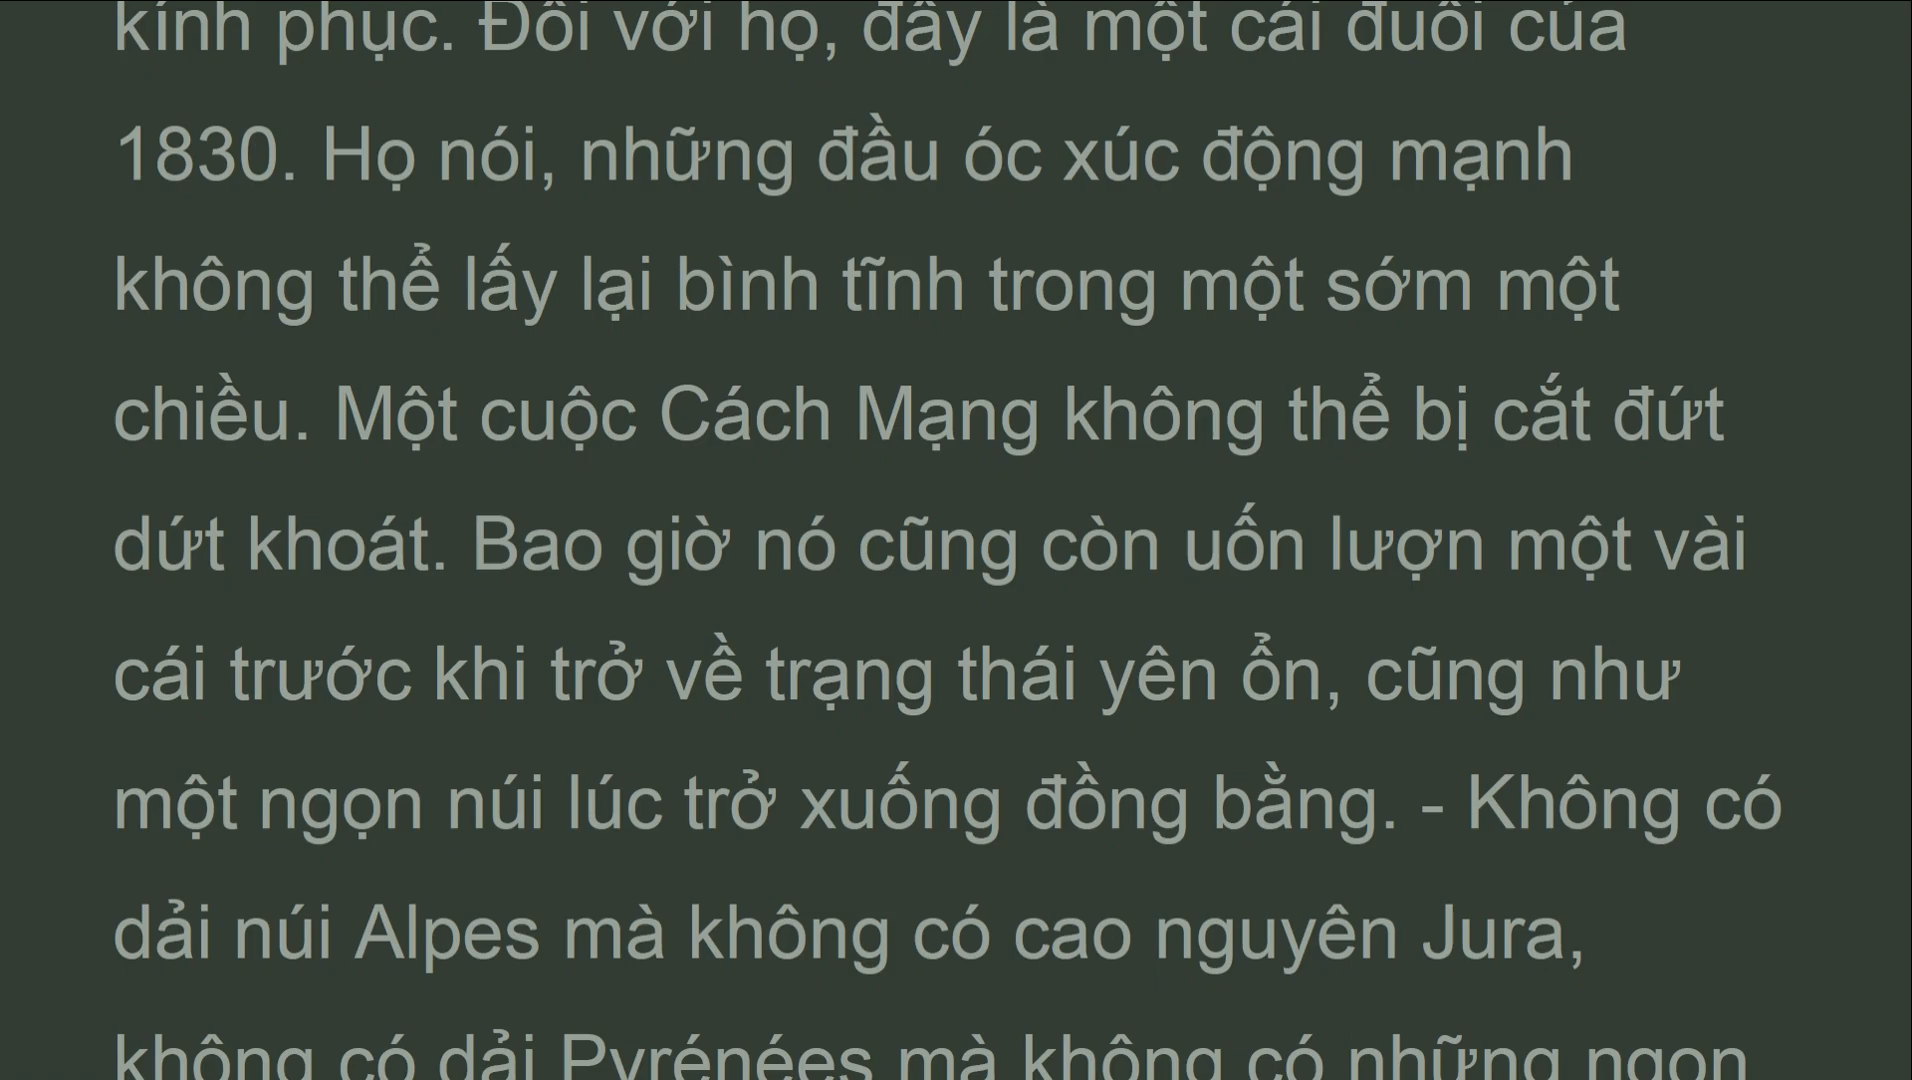 kính phục. Đối với họ, đây là một cái đuôi của
1830. Họ nói, những đầu óc xúc động mạnh
không thể lấy lại bình tĩnh trong một sớm một
chiều. Một cuộc Cách Mạng không thể bị cắt đứt
dứt khoát. Bao giờ nó cũng còn uốn lượn một vài
cái trước khi trở về trạng thái yên ổn, cũng như
một ngọn núi lúc trở xuống đồng bằng. - Không có
dải núi Alpes mà không có cao nguyên Jura,
không có dải Pyrénées mà không có những ngọn